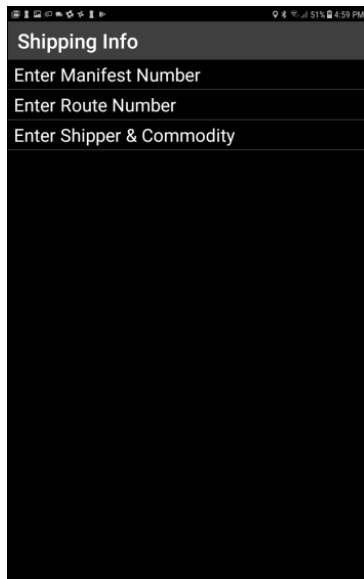 51% 4:59 PM
Shipping Info
Enter Manifest Number
Enter Route Number
Enter Shipper & Commodity